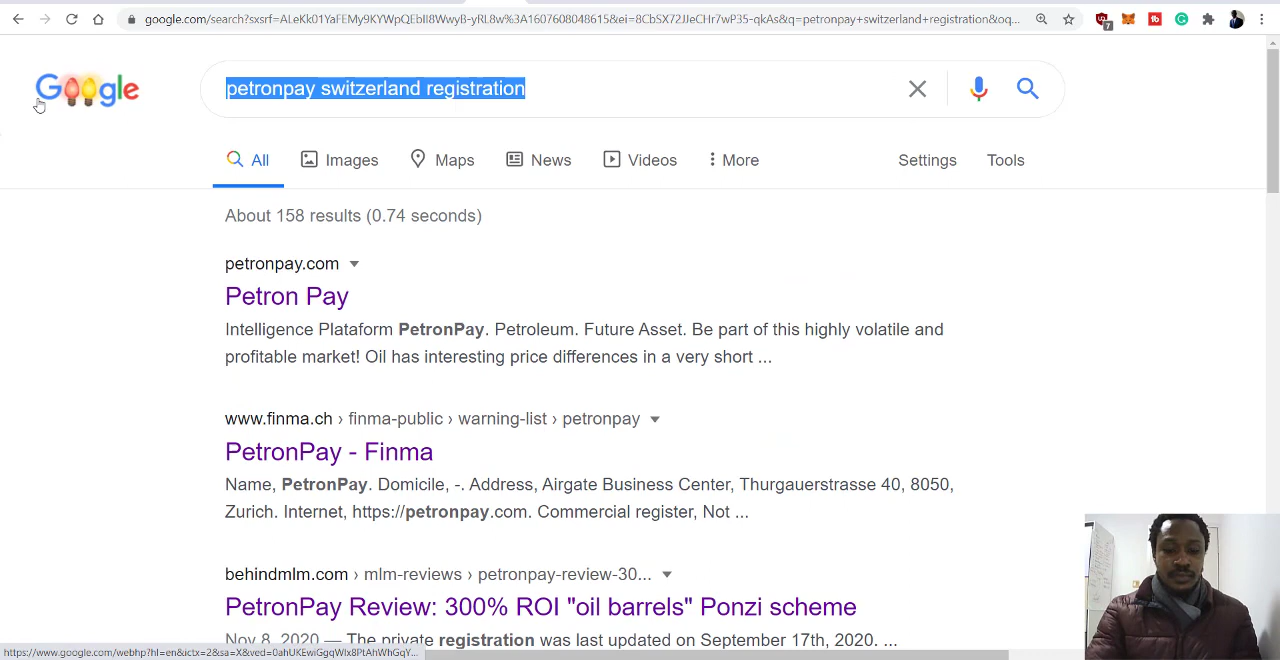 google.com/search?sxsrf=ALeKk01YaFEMy9KYWpQEbIl8WwyB-yRL8w%3A1607608048615&ei=8CbSX72JJeCHr7wP35-qkAs&q=petronpay+switzerland+registration&oq...
7
Google
petronpay switzerland registration
All Images Maps News Videos More Settings Tools
About 158 results (0.74 seconds)
petronpay.com
Petron Pay
Intelligence Plataform PetronPay. Petroleum. Future Asset. Be part of this highly volatile and
profitable market! Oil has interesting price differences in a very short ...
www.finma.ch › finma-public › warning-list › petronpay
PetronPay - Finma
Name, PetronPay. Domicile, -. Address, Airgate Business Center, Thurgauerstrasse 40, 8050,
Zurich. Internet, https://petronpay.com. Commercial register, Not ...
behindmlm.com › mlm-reviews › petronpay-review-30...
PetronPay Review: 300% ROI "oil barrels" Ponzi scheme
Nov 8, 2020 — The private registration was last updated on September 17th, 2020. ...
https://www.google.com/webhp?hl=en&ictx=2&sa=X&ved=0ahUKEwiGgqWlx8PtAhWhGqY...